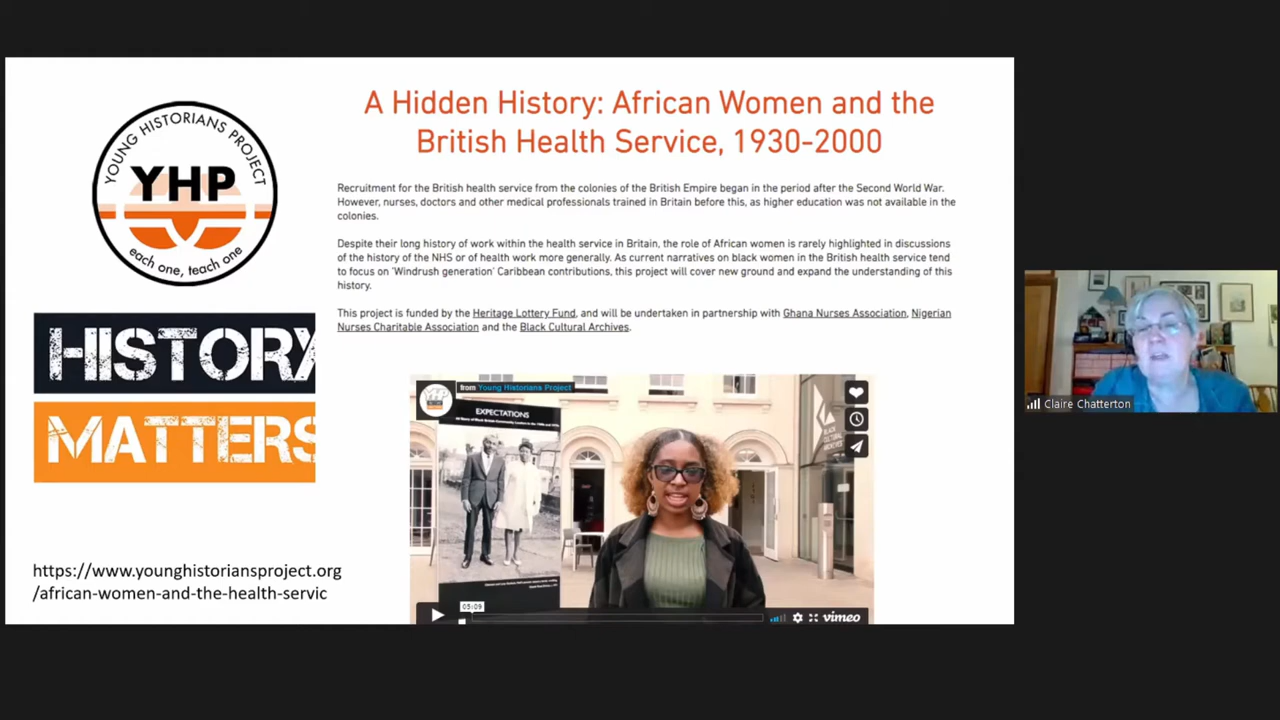 YOUNG HISTORIANS PROJECT
YHP
each one, teach one
HISTORY
MATTERS
https://www.younghistoriansproject.org
/african-women-and-the-health-servic
A Hidden History: African Women and the
British Health Service, 1930-2000
Recruitment for the British health service from the colonies of the British Empire began in the period after the Second World War.
However, nurses, doctors and other medical professionals trained in Britain before this, as higher education was not available in the
colonies.
Despite their long history of work within the health service in Britain, the role of African women is rarely highlighted in discussions
of the history of the NHS or of health work more generally. As current narratives on black women in the British health service tend
to focus on 'Windrush generation' Caribbean contributions, this project will cover new ground and expand the understanding of this
history.
This project is funded by the Heritage Lottery Fund, and will be undertaken in partnership with Ghana Nurses Association, Nigerian
Nurses Charitable Association and the Black Cultural Archives.
YHP
from Young Historians Project
EXPECTATIONS
BLACK
CULTURAL
ARCHIVES
05:09
vimeo
Claire Chatterton